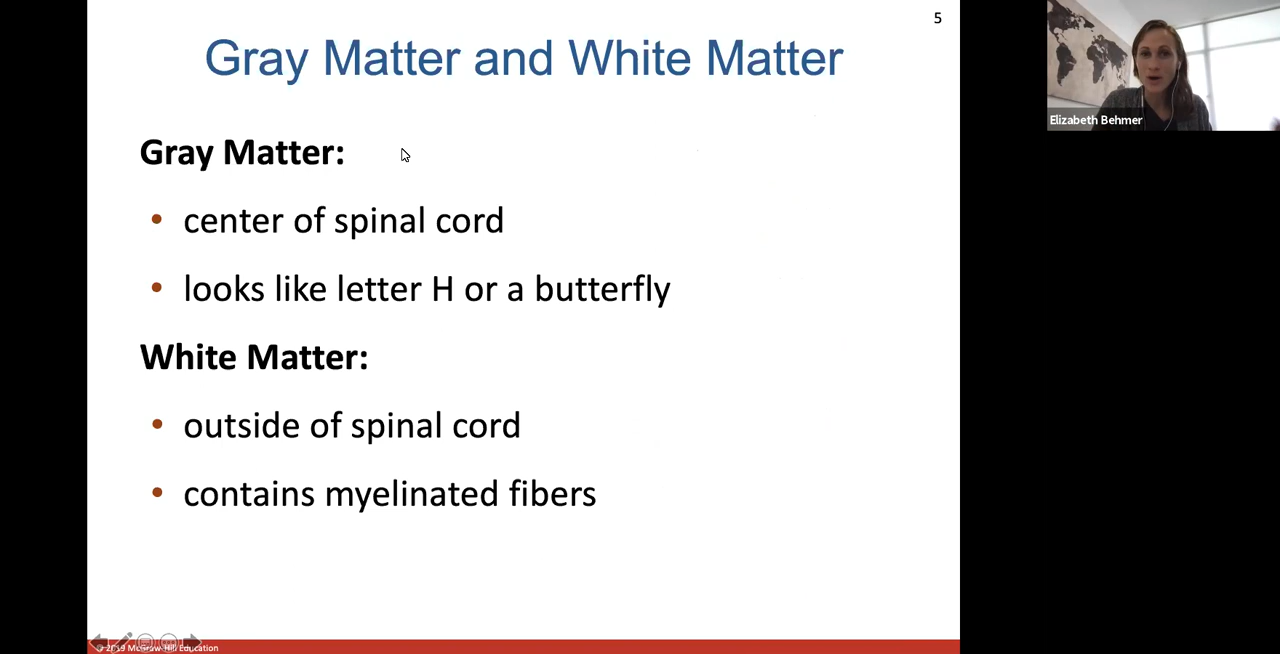 5
Gray Matter and White Matter
Elizabeth Behmer
Gray Matter:
• center of spinal cord
• looks like letter H or a butterfly
White Matter:
• outside of spinal cord
• contains myelinated fibers
© 2019 McGraw-Hill Education